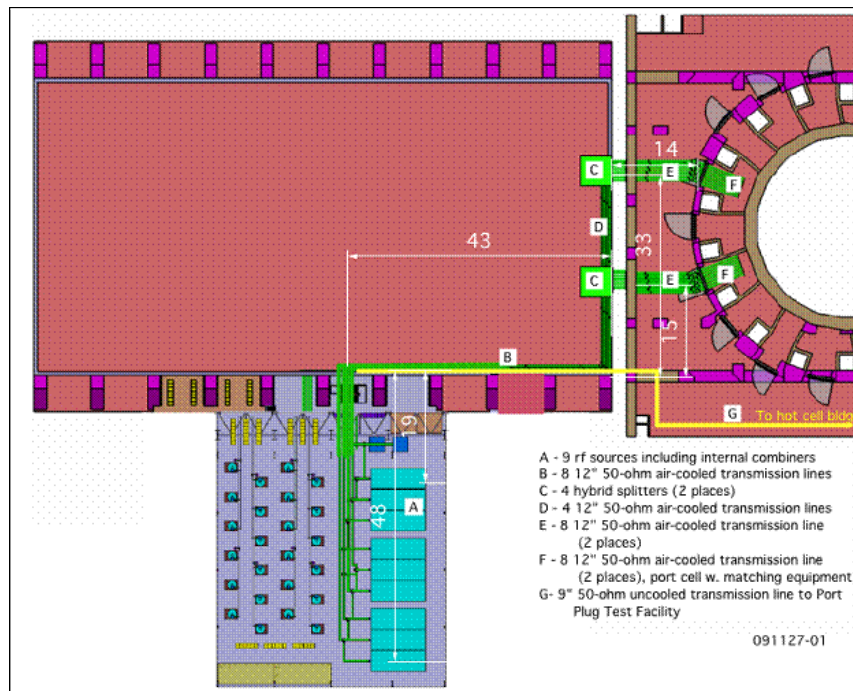 14
C
E
F
D
43
33
C
E
F
15
B
G
To hot cell bldg
19
A
48
A - 9 rf sources including internal combiners
B - 8 12" 50-ohm air-cooled transmission lines
C - 4 hybrid splitters (2 places)
D - 4 12" 50-ohm air-cooled transmission lines
E - 8 12" 50-ohm air-cooled transmission line
(2 places)
F - 8 12" 50-ohm air-cooled transmission line
(2 places), port cell w. matching equipment
G- 9" 50-ohm uncooled transmission line to Port
Plug Test Facility
091127-01